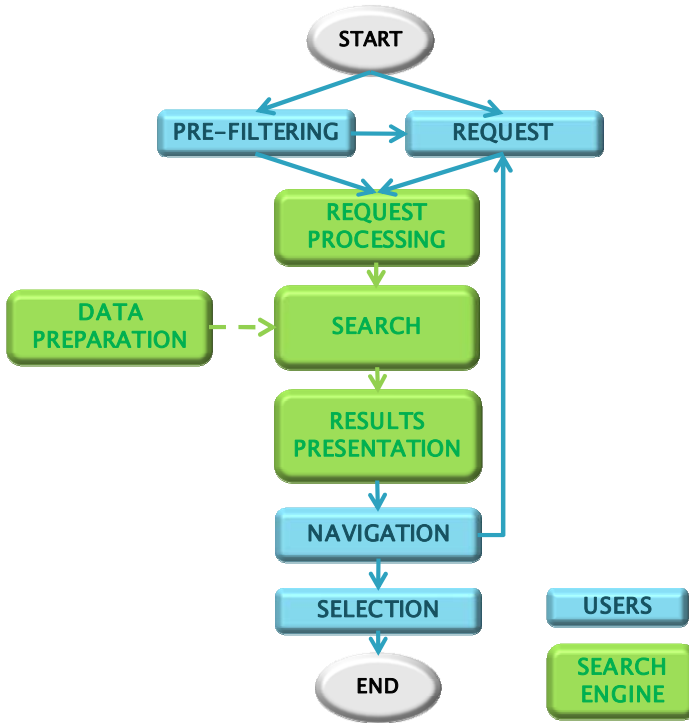 START
PRE-FILTERING
REQUEST
REQUEST
PROCESSING
DATA
PREPARATION
SEARCH
RESULTS
PRESENTATION
NAVIGATION
SELECTION
END
USERS
SEARCH
ENGINE